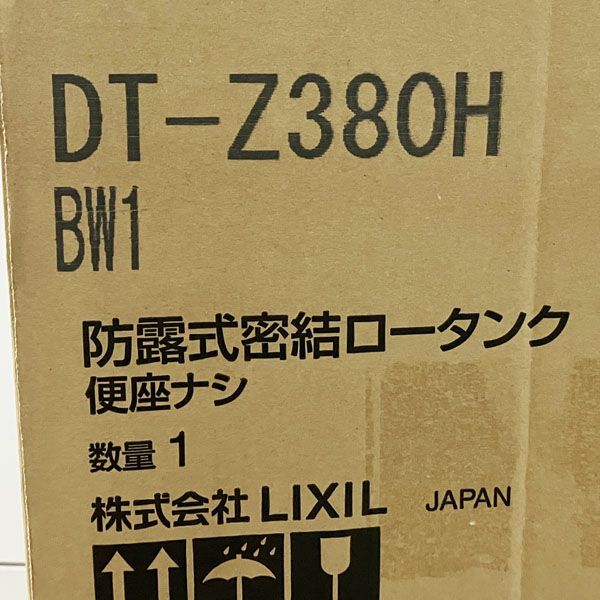 DT-Z380H
BW1
防露式密結ロータンク
便座ナシ
数量 1
株式会社 LIXIL JAPAN